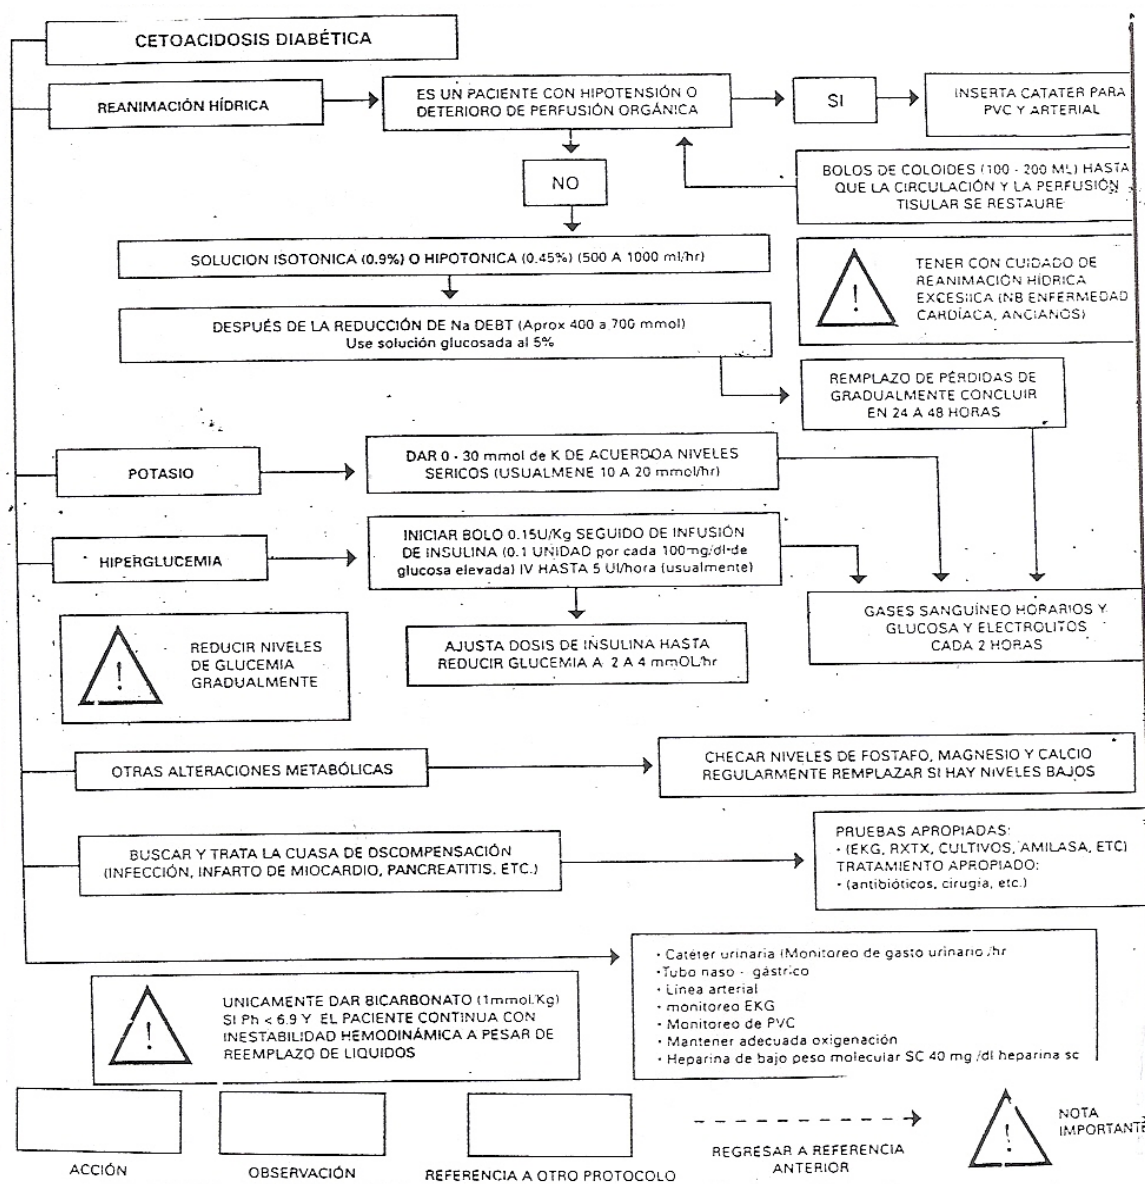 CETOACIDOSIS DIABÉTICA
REANIMACIÓN HÍDRICA
ES UN PACIENTE CON HIPOTENSIÓN O
DETERIORO DE PERFUSIÓN ORGÁNICA
SI
INSERTA CATATER PARA
PVC Y ARTERIAL
NO
BOLOS DE COLOIDES (100 - 200 ML) HASTA
QUE LA CIRCULACIÓN Y LA PERFUSIÓN
TISULAR SE RESTAURE
SOLUCION ISOTONICA (0.9%) O HIPOTONICA (0.45%) (500 A 1000 ml/hr)
!
TENER CON CUIDADO DE
REANIMACIÓN HÍDRICA
EXCESIICA (NB ENFERMEDAD
CARDÍACA, ANCIANOS)
DESPUÉS DE LA REDUCCIÓN DE Na DEBT (Aprox 400 a 700 mmol)
Use solución glucosada al 5%
REMPLAZO DE PÉRDIDAS DE
GRADUALMENTE CONCLUIR
EN 24 A 48 HORAS
POTASIO
DAR 0 - 30 mmol de K DE ACUERDOA NIVELES
SERICOS (USUALMENE 10 A 20 mmol/hr)
HIPERGLUCEMIA
INICIAR BOLO 0.15U/Kg SEGUIDO DE INFUSIÓN
DE INSULINA (0.1 UNIDAD por cada 100mg/dl-de
glucosa elevada) IV HASTA 5 UI/hora (usualmente)
GASES SANGUÍNEO HORARIOS Y
GLUCOSA Y ELECTROLITOS
CADA 2 HORAS
!
REDUCIR NIVELES
DE GLUCEMIA
GRADUALMENTE
AJUSTA DOSIS DE INSULINA HASTA
REDUCIR GLUCEMIA A 2 A 4 mmOL/hr
OTRAS ALTERACIONES METABÓLICAS
CHECAR NIVELES DE FOSTAFO, MAGNESIO Y CALCIO
REGULARMENTE REMPLAZAR SI HAY NIVELES BAJOS
BUSCAR Y TRATA LA CUASA DE DSCOMPENSACIÓN
(INFECCIÓN, INFARTO DE MIOCARDIO, PANCREATITIS, ETC.)
PRUEBAS APROPIADAS:
• (EKG, RXTX, CULTIVOS, AMILASA, ETC)
TRATAMIENTO APROPIADO:
• (antibióticos, cirugía, etc.)
• Catéter urinaria (Monitoreo de gasto urinario /hr
•Tubo naso - gástrico
• Línea arterial
• monitoreo EKG
• Monitoreo de PVC
• Mantener adecuada oxigenación
• Heparina de bajo peso molecular SC 40 mg /dl heparina sc
!
UNICAMENTE DAR BICARBONATO (1mmol/Kg)
SI Ph < 6.9 Y EL PACIENTE CONTINUA CON
INESTABILIDAD HEMODINÁMICA A PESAR DE
REEMPLAZO DE LIQUIDOS
ACCIÓN
OBSERVACIÓN
REFERENCIA A OTRO PROTOCOLO
REGRESAR A REFERENCIA
ANTERIOR
!
NOTA
IMPORTANTE